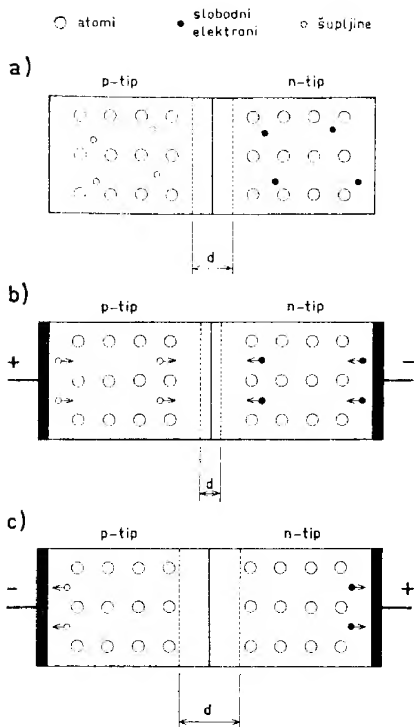 atomi
slobodni elektroni
šupljine
a)
p-tip n-tip
d
b)
p-tip n-tip
+ -
d
c)
p-tip n-tip
- +
d